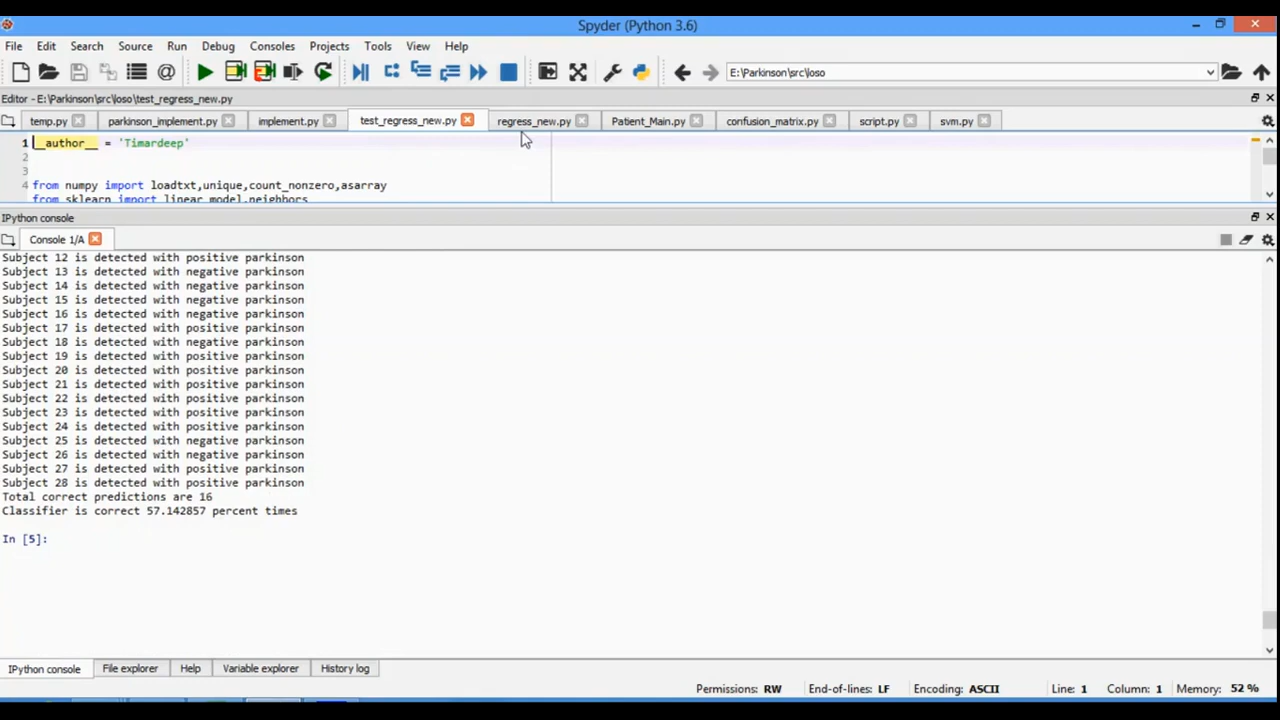 Spyder (Python 3.6)
File Edit Search Source Run Debug Consoles Projects Tools View Help
E:\Parkinson\src\loso
Editor - E:\Parkinson\src\loso\test_regress_new.py
temp.py parkinson_implement.py implement.py test_regress_new.py regress_new.py Patient_Main.py confusion_matrix.py script.py svm.py
1 __author__ = 'Timardeep'
2
3
4 from numpy import loadtxt,unique,count_nonzero,asarray
from sklearn import linear_model,neighbors
IPython console
Console 1/A
Subject 12 is detected with positive parkinson
Subject 13 is detected with negative parkinson
Subject 14 is detected with negative parkinson
Subject 15 is detected with negative parkinson
Subject 16 is detected with negative parkinson
Subject 17 is detected with positive parkinson
Subject 18 is detected with negative parkinson
Subject 19 is detected with positive parkinson
Subject 20 is detected with positive parkinson
Subject 21 is detected with positive parkinson
Subject 22 is detected with positive parkinson
Subject 23 is detected with positive parkinson
Subject 24 is detected with positive parkinson
Subject 25 is detected with negative parkinson
Subject 26 is detected with negative parkinson
Subject 27 is detected with positive parkinson
Subject 28 is detected with positive parkinson
Total correct predictions are 16
Classifier is correct 57.142857 percent times
In [5]:
IPython console File explorer Help Variable explorer History log
Permissions: RW End-of-lines: LF Encoding: ASCII Line: 1 Column: 1 Memory: 52 %